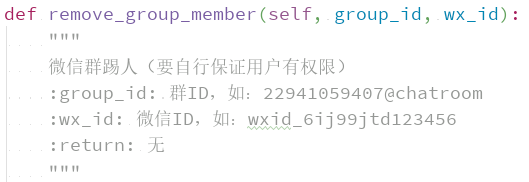 def remove_group_member(self, group_id, wx_id):
"""
微信群踢人（要自行保证用户有权限）
:group_id: 群ID，如：22941059407@chatroom
:wx_id: 微信ID，如：wxid_6ij99jtd123456
:return: 无
"""